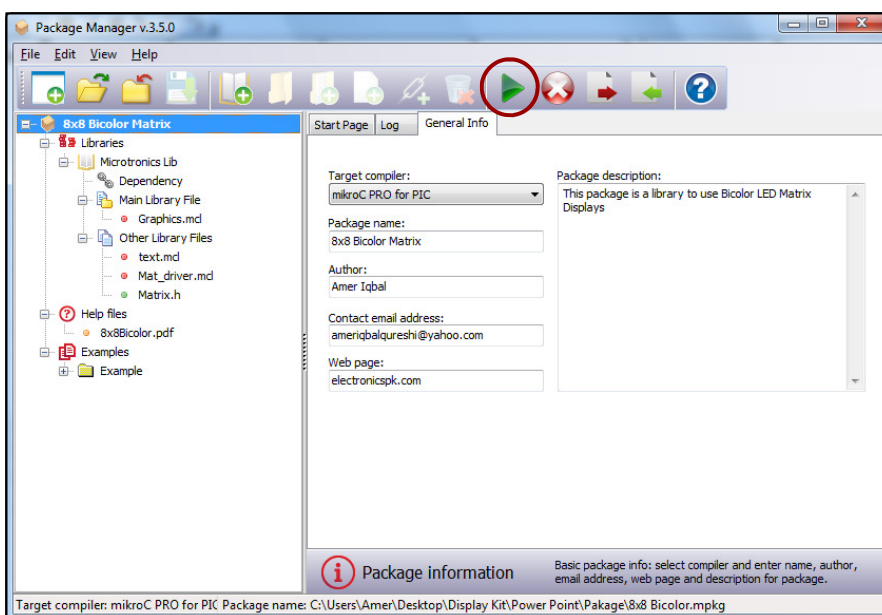 Package Manager v.3.5.0
File Edit View Help
8x8 Bicolor Matrix
Libraries
Microtronics Lib
Dependency
Main Library File
Graphics.mcl
Other Library Files
text.mcl
Mat_driver.mcl
Matrix.h
Help files
8x8Bicolor.pdf
Examples
Example
Start Page Log General Info
Target compiler:
mikroC PRO for PIC
Package name:
8x8 Bicolor Matrix
Author:
Amer Iqbal
Contact email address:
ameriqbalqureshi@yahoo.com
Web page:
electronicspk.com
Package description:
This package is a library to use Bicolor LED Matrix
Displays
Package information
Basic package info: select compiler and enter name, author,
email address, web page and description for package.
Target compiler: mikroC PRO for PIC Package name: C:\Users\Amer\Desktop\Display Kit\Power Point\Pakage\8x8 Bicolor.mpkg